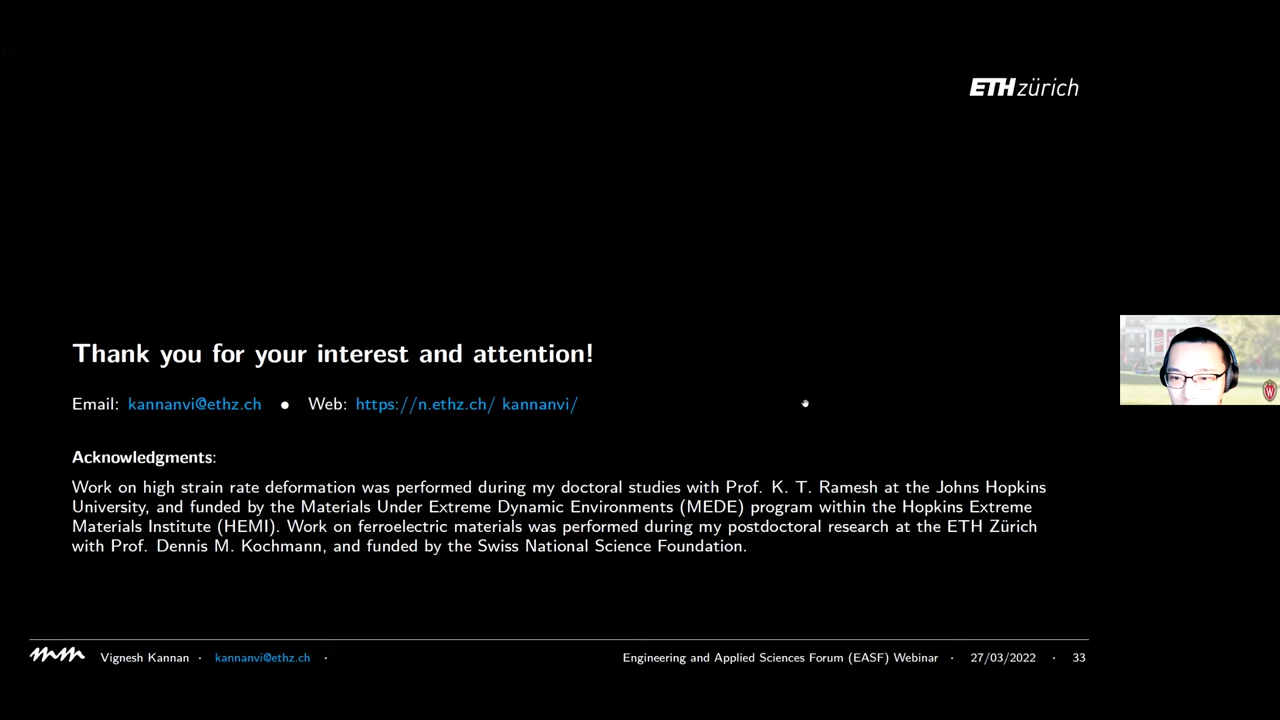 ETH zürich
Thank you for your interest and attention!
Email: kannanvi@ethz.ch • Web: https://n.ethz.ch/ kannanvi/
Acknowledgments:
Work on high strain rate deformation was performed during my doctoral studies with Prof. K. T. Ramesh at the Johns Hopkins
University, and funded by the Materials Under Extreme Dynamic Environments (MEDE) program within the Hopkins Extreme
Materials Institute (HEMI). Work on ferroelectric materials was performed during my postdoctoral research at the ETH Zürich
with Prof. Dennis M. Kochmann, and funded by the Swiss National Science Foundation.
Vignesh Kannan · kannanvi@ethz.ch ·
Engineering and Applied Sciences Forum (EASF) Webinar · 27/03/2022 · 33
W